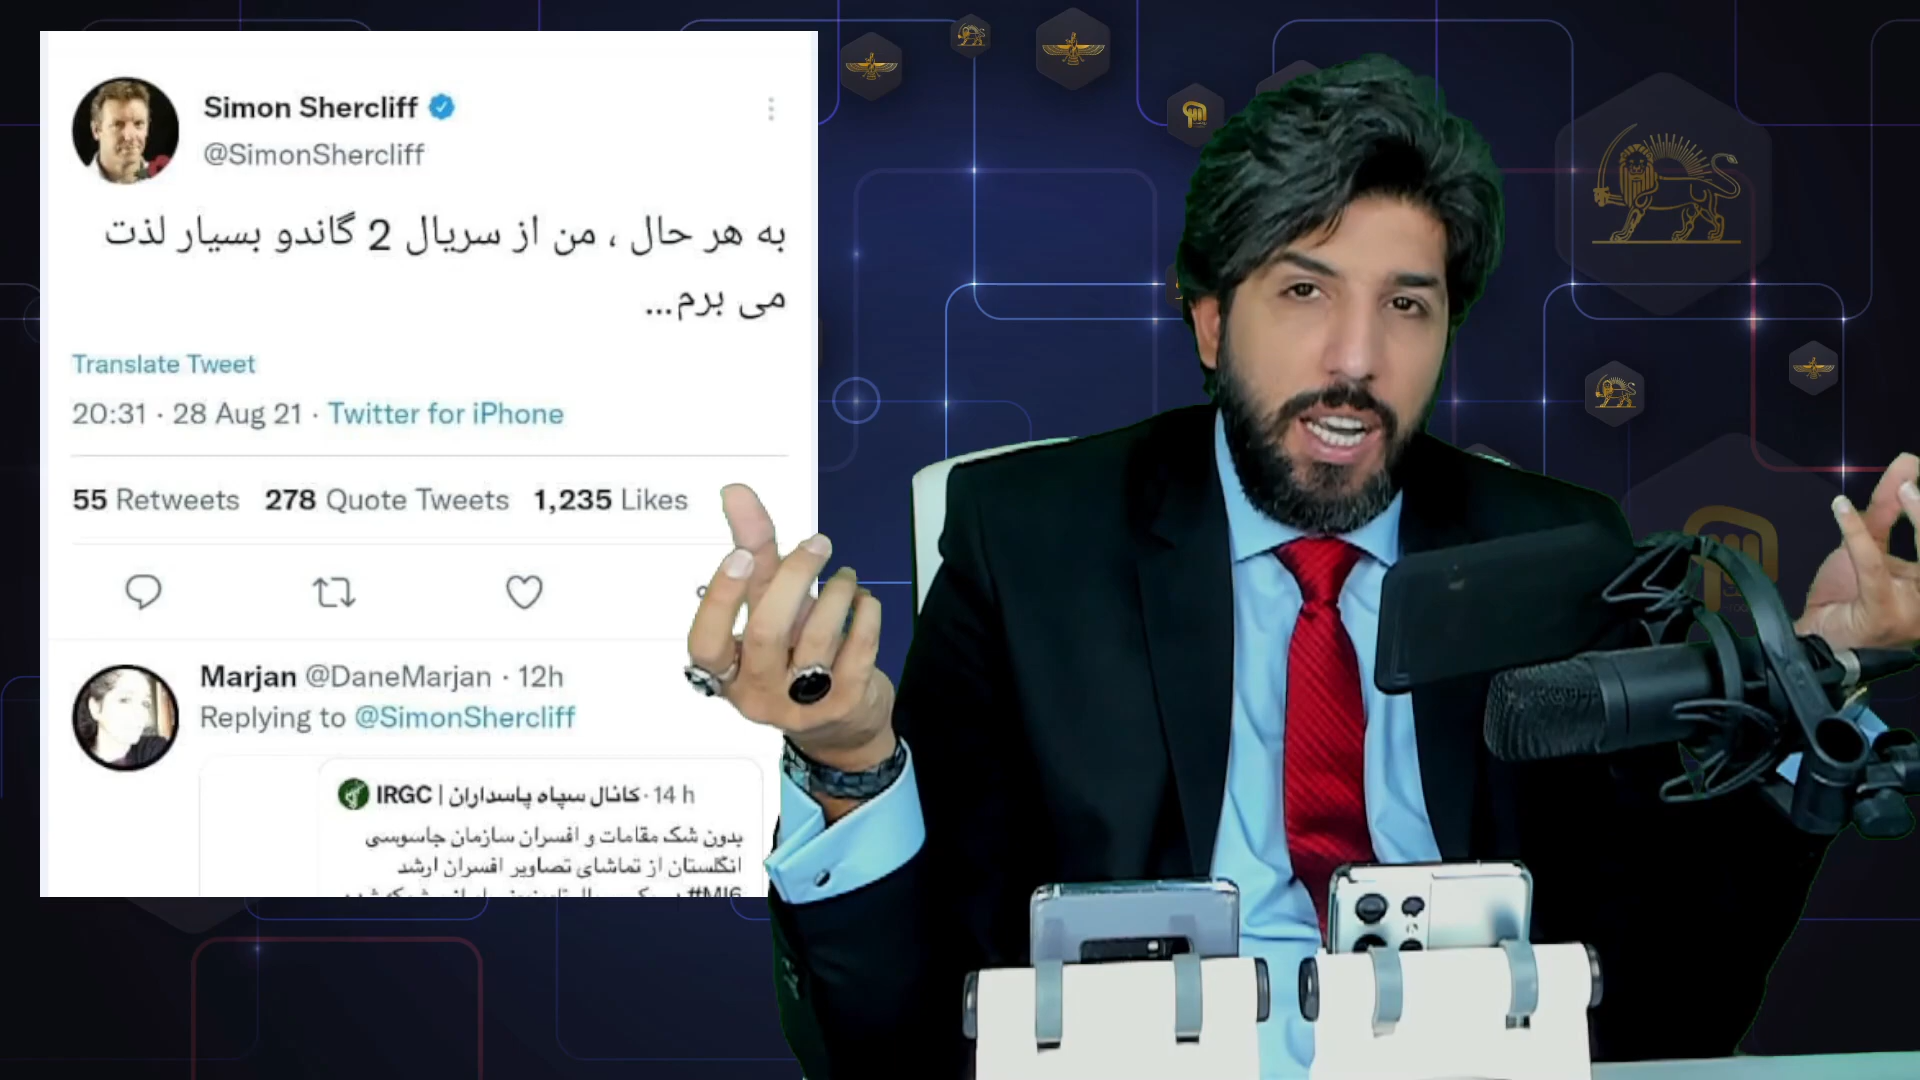 Simon Shercliff
@SimonShercliff
به هر حال ، من از سریال 2 گاندو بسیار لذت
می برم...
Translate Tweet
20:31 · 28 Aug 21 · Twitter for iPhone
55 Retweets 278 Quote Tweets 1,235 Likes
Marjan @DaneMarjan · 12h
Replying to @SimonShercliff
IRGC | کانال سپاه پاسداران · 14 h
بدون شک مقامات و افسران سازمان جاسوسی
انگلستان از تماشای تصاویر افسران ارشد
#MI6